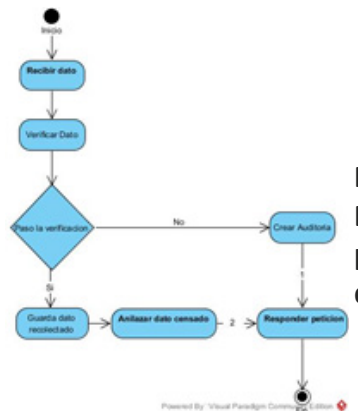 Inicio
Recibir dato
Verificar Dato
Paso la verificacion
No
Crear Auditoria
Si
1
Guarda dato
recolectado
Anilazar dato censado
2
Responder peticion
Powered By Visual Paradigm Community Edition